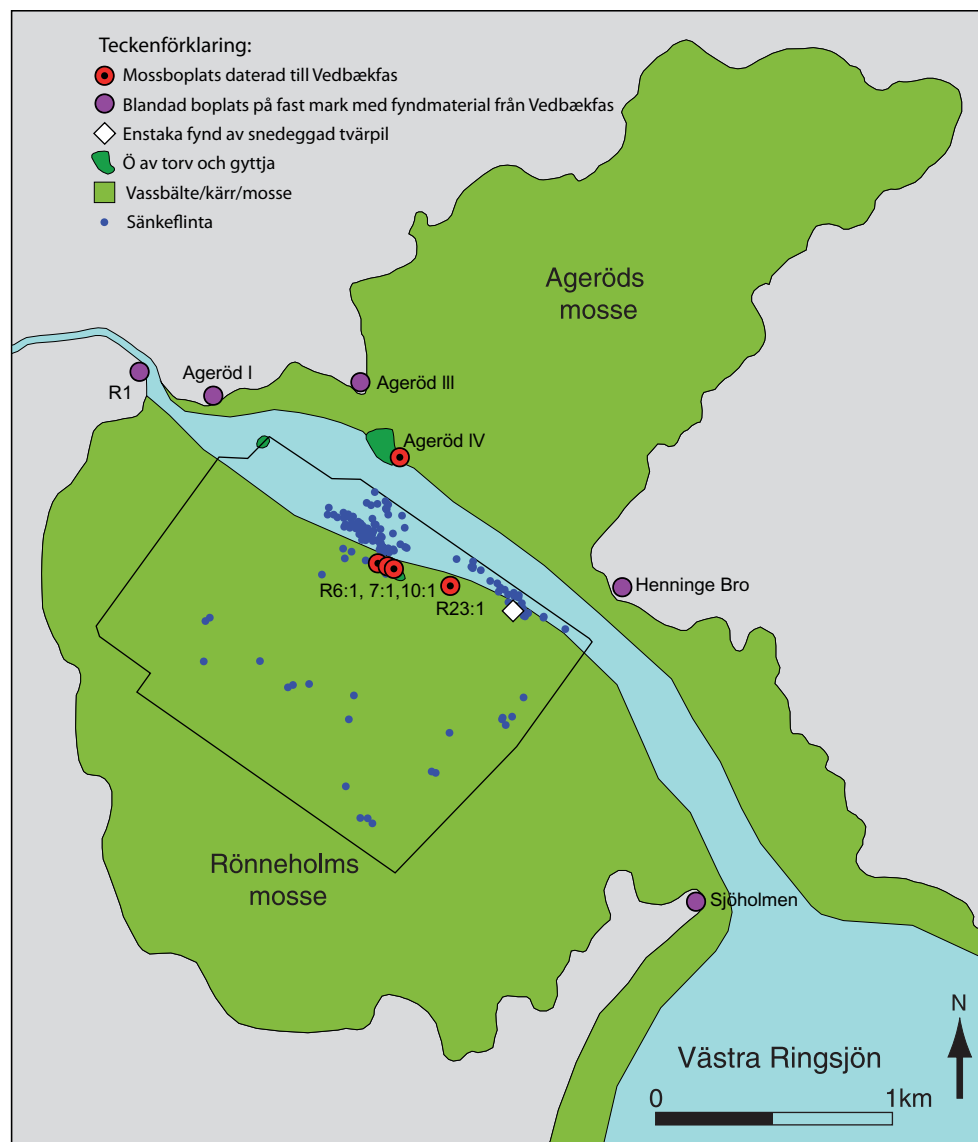 Teckenförklaring:
Mossboplats daterad till Vedbækfas
Blandad boplats på fast mark med fyndmaterial från Vedbækfas
Enstaka fynd av snedeggad tvärpil
Ö av torv och gyttja
Vassbälte/kärr/mosse
Sänkeflinta
Ageröds
mosse
R1
Ageröd I
Ageröd III
Ageröd IV
R6:1, 7:1,10:1
R23:1
Henninge Bro
Rönneholms
mosse
Sjöholmen
Västra Ringsjön
N
0
1km